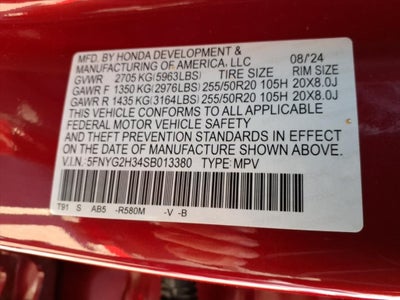 MFD. BY HONDA DEVELOPMENT &
MANUFACTURING OF AMERICA, LLC 08/24
GVWR 2705 KG(5963LBS) TIRE SIZE RIM SIZE
GAWR F 1350 KG(2976LBS) 255/50R20 105H 20X8.0J
GAWR R 1435 KG(3164LBS) 255/50R20 105H 20X8.0J
THIS VEHICLE CONFORMS TO ALL APPLICABLE
FEDERAL MOTOR VEHICLE SAFETY
AND THEFT PREVENTION STANDARDS IN EFFECT
ON THE DATE OF MANUFACTURE SHOWN ABOVE.
V.I.N.: 5FNYG2H34SB013380 TYPE: MPV
T91 S AB5 -R580M -V -B